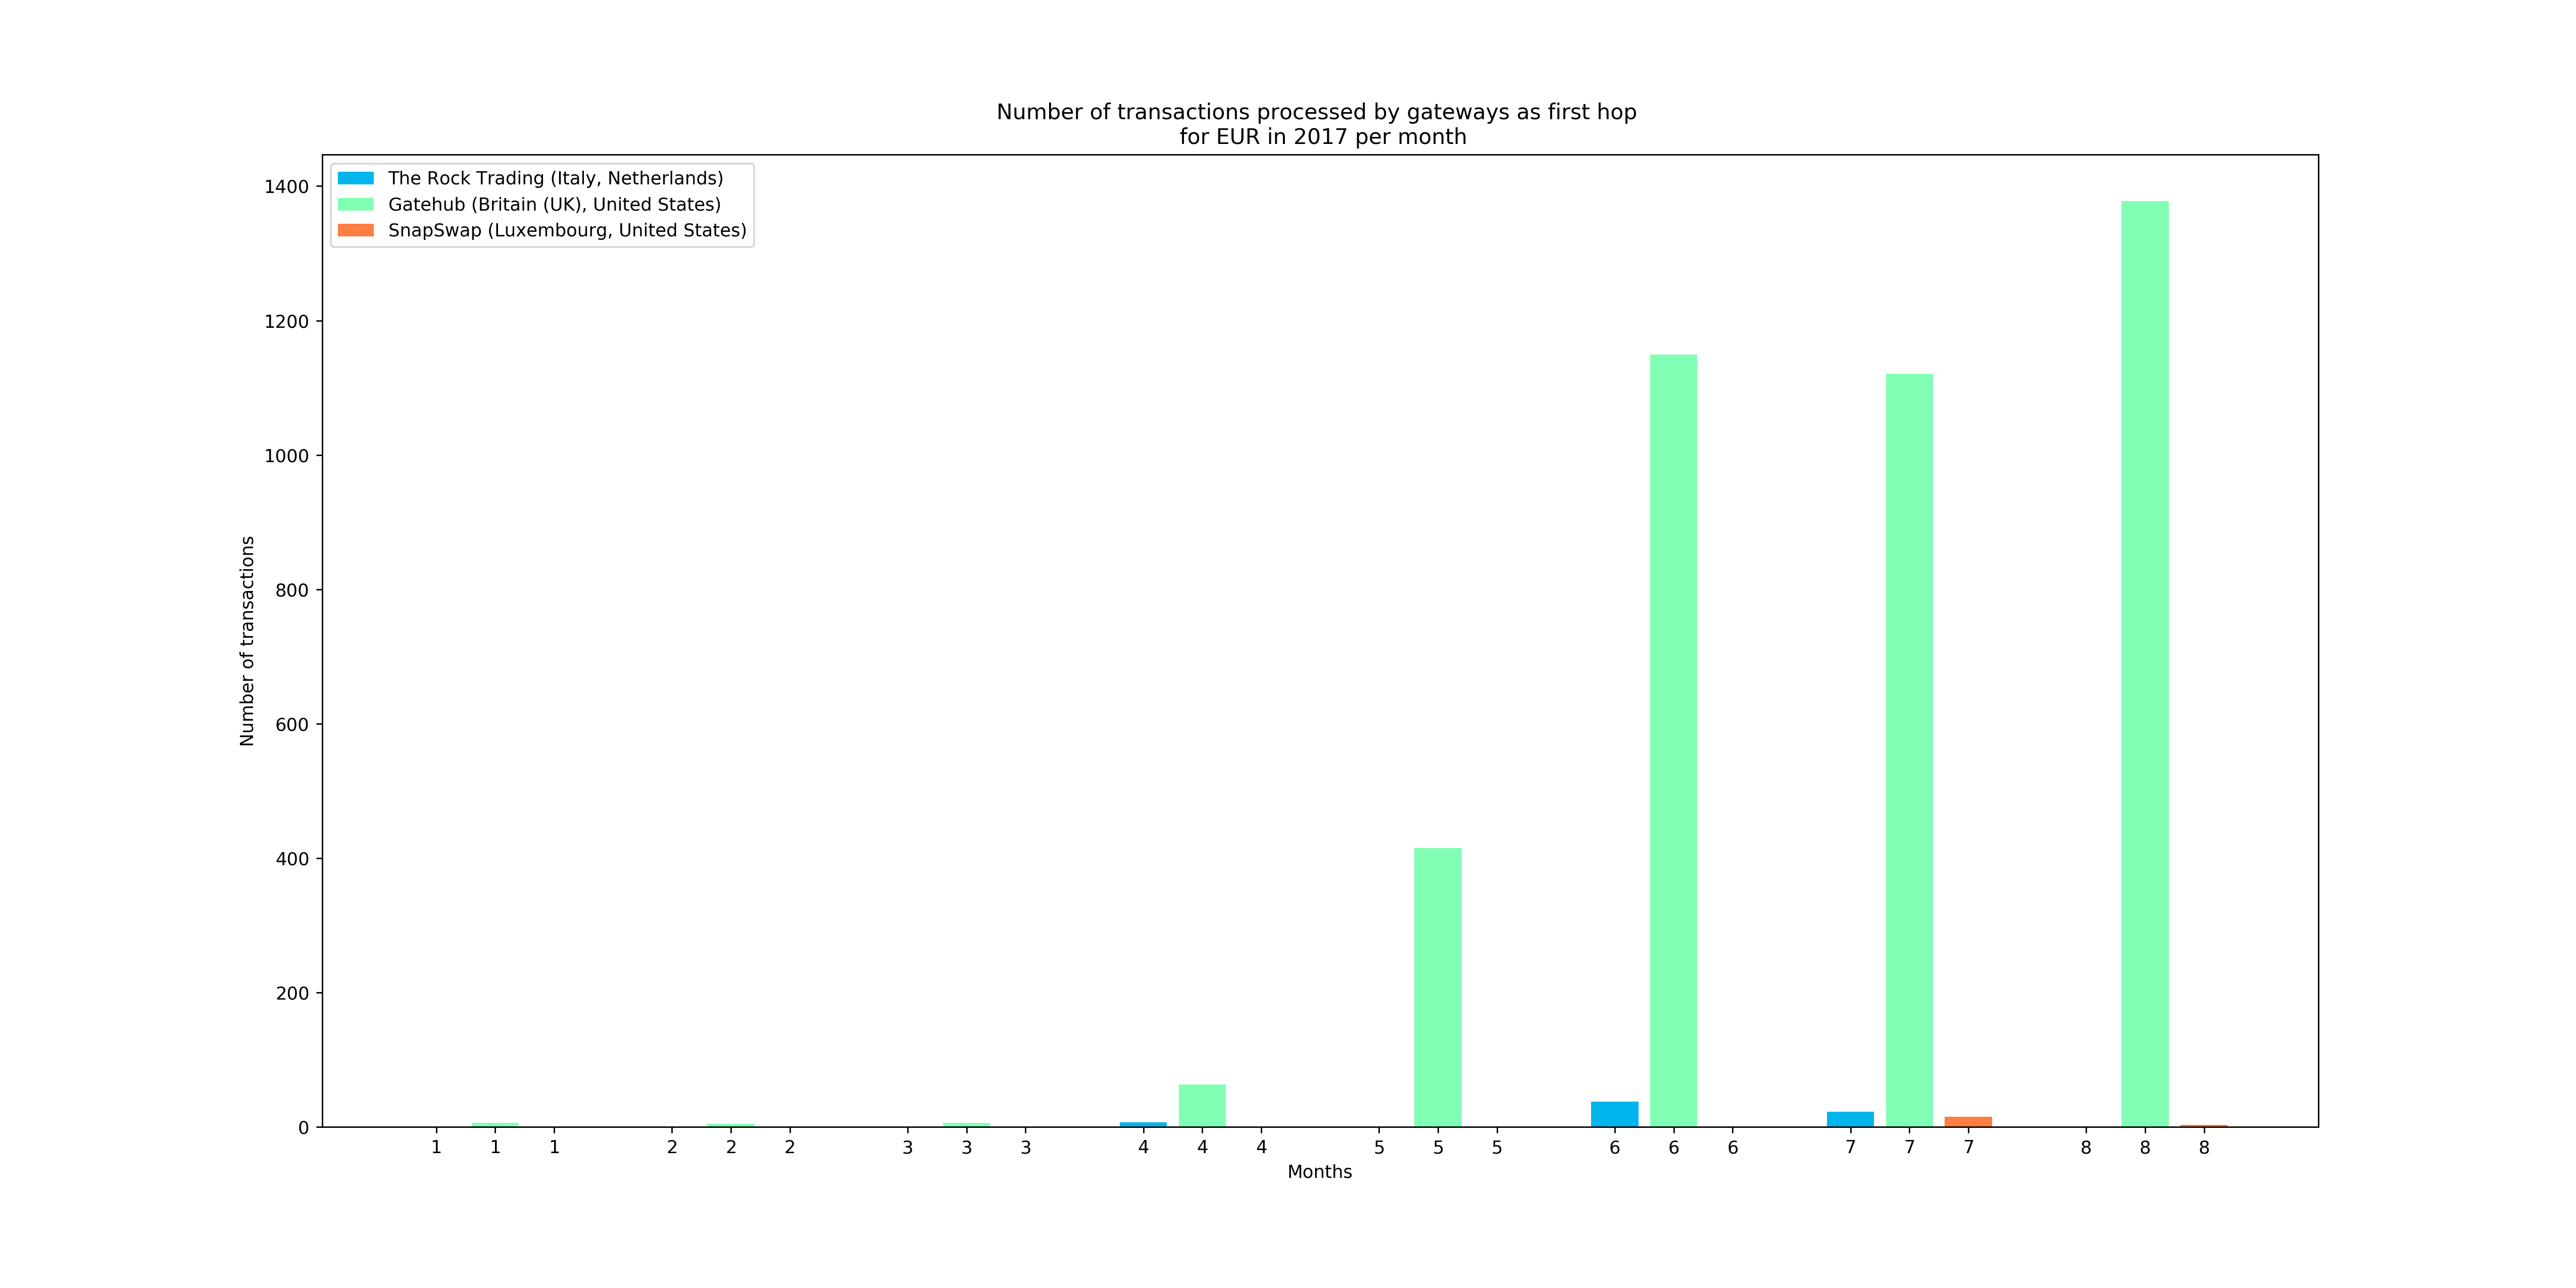 Number of transactions processed by gateways as first hop
for EUR in 2017 per month
The Rock Trading (Italy, Netherlands)
Gatehub (Britain (UK), United States)
SnapSwap (Luxembourg, United States)
1400
1200
1000
800
600
400
200
0
Number of transactions
1 1 1 2 2 2 3 3 3 4 4 4 5 5 5 6 6 6 7 7 7 8 8 8
Months